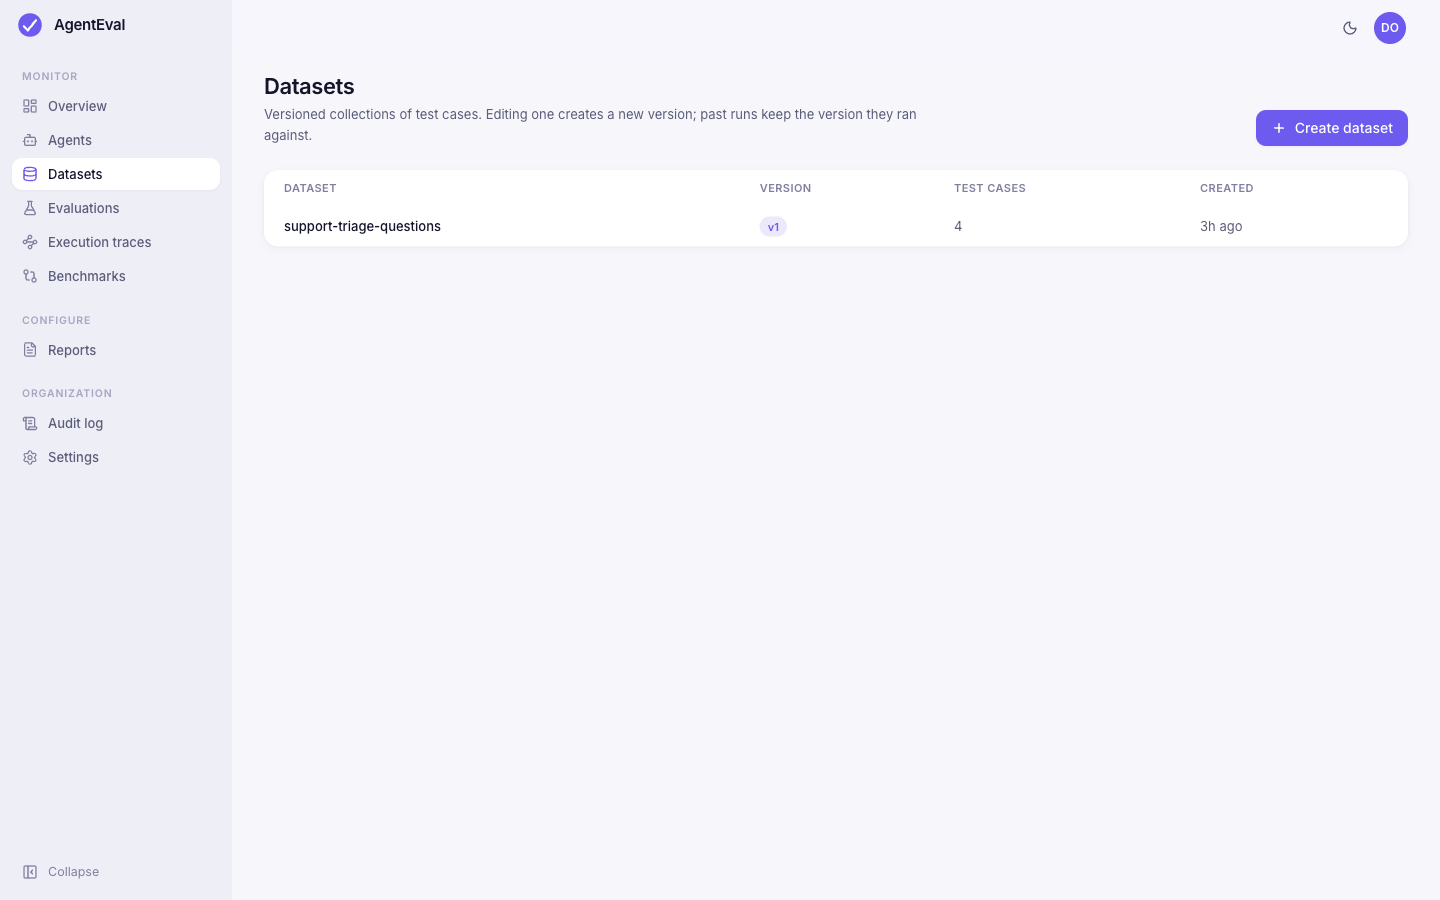 AgentEval
DO
MONITOR
Overview
Agents
Datasets
Evaluations
Execution traces
Benchmarks
CONFIGURE
Reports
ORGANIZATION
Audit log
Settings
Collapse
Datasets
Versioned collections of test cases. Editing one creates a new version; past runs keep the version they ran
against.
Create dataset
DATASET VERSION TEST CASES CREATED
support-triage-questions v1 4 3h ago